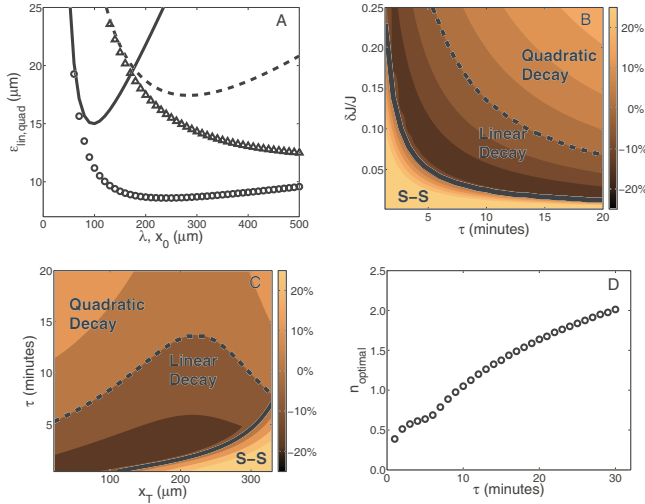 A
25
20
15
10
ε_lin,quad (μm)
100 200 300 400 500
λ, x_0 (μm)
B
0.25
0.20
0.15
0.10
0.05
δJ/J
Quadratic
Decay
Linear
Decay
S-S
5 10 15 20
τ (minutes)
20%
10%
0%
-10%
-20%
C
20
15
10
5
τ (minutes)
Quadratic
Decay
Linear
Decay
S-S
100 200 300
x_T (μm)
20%
10%
0%
-10%
-20%
D
2.5
2.0
1.5
1.0
0.5
0.0
n_optimal
0 10 20 30
τ (minutes)